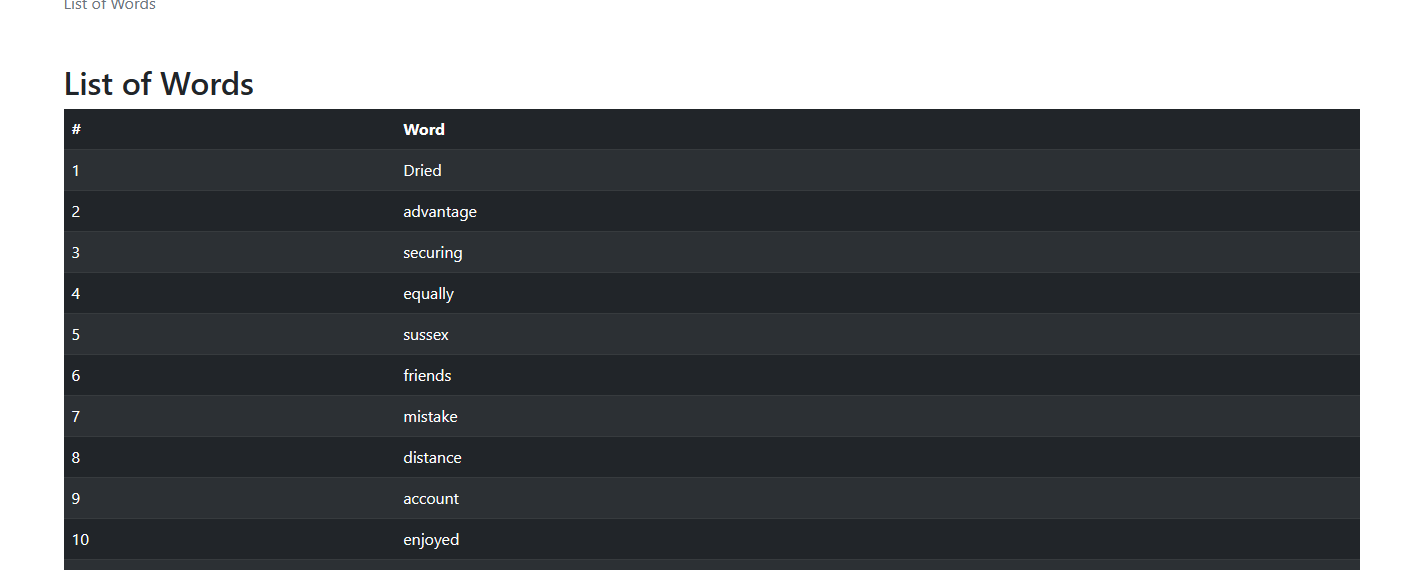 List of Words
List of Words
# Word
1 Dried
2 advantage
3 securing
4 equally
5 sussex
6 friends
7 mistake
8 distance
9 account
10 enjoyed